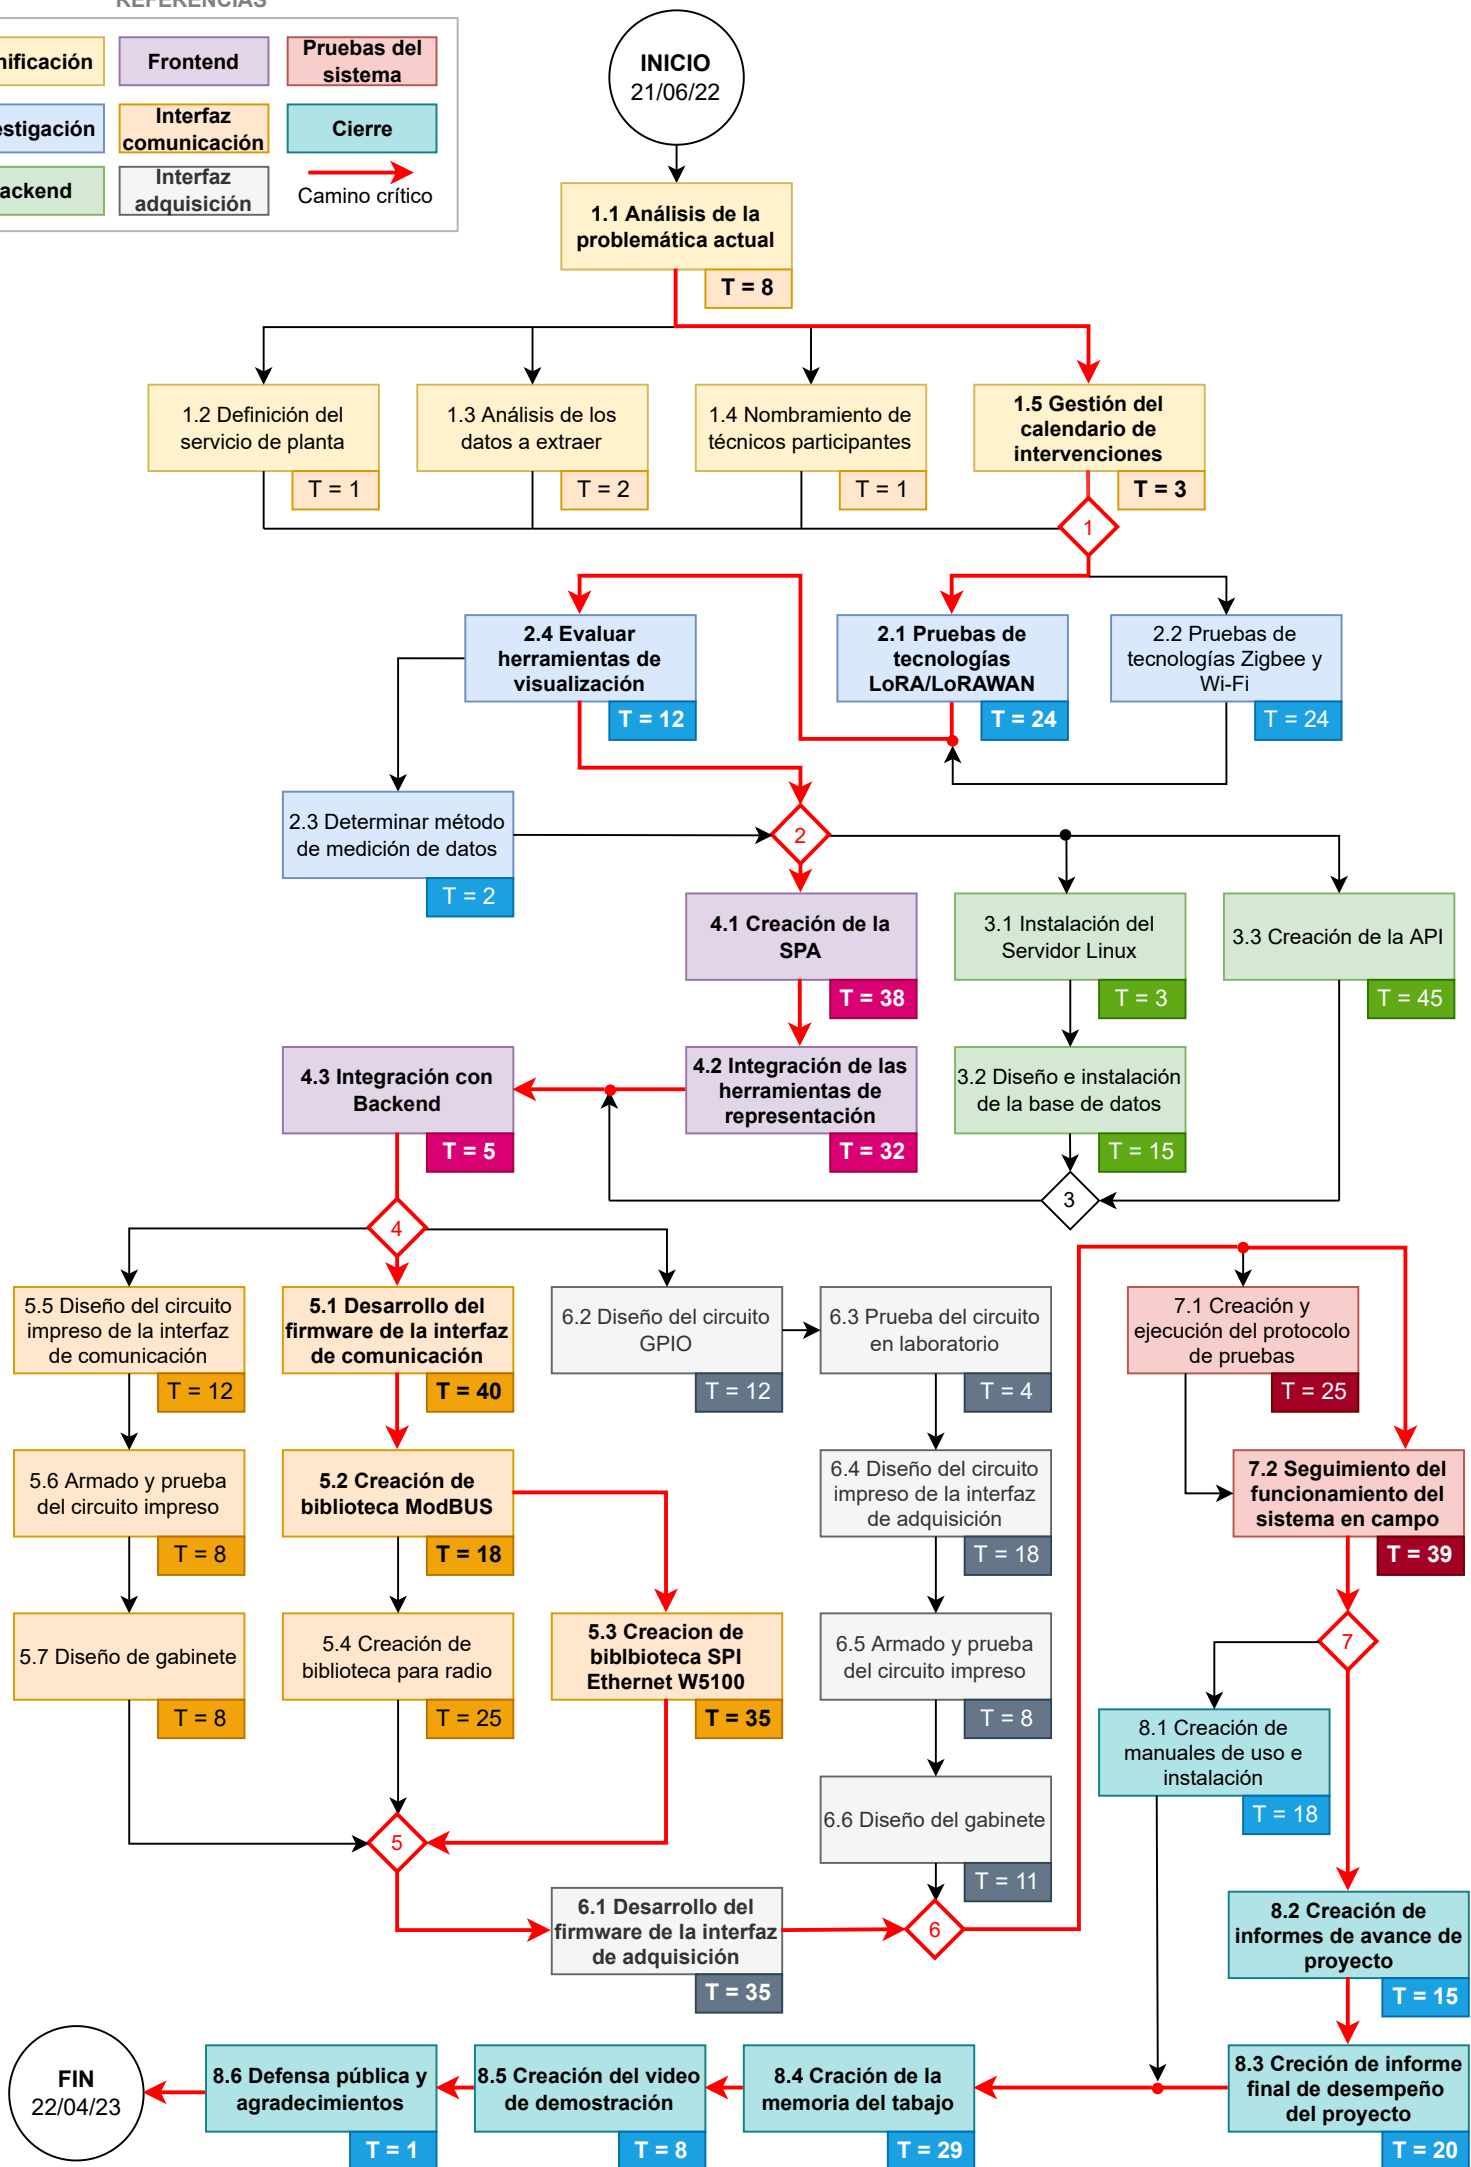 REFERENCIAS
Frontend
Pruebas del
sistema
Interfaz
comunicación
Cierre
Interfaz
adquisición
Camino crítico
INICIO
21/06/22
1.1 Análisis de la
problemática actual
T = 8
1.2 Definición del
servicio de planta
T = 1
1.3 Análisis de los
datos a extraer
T = 2
1.4 Nombramiento de
técnicos participantes
T = 1
1.5 Gestión del
calendario de
intervenciones
T = 3
1
2.4 Evaluar
herramientas de
visualización
T = 12
2.1 Pruebas de
tecnologías
LoRA/LoRAWAN
T = 24
2.2 Pruebas de
tecnologías Zigbee y
Wi-Fi
T = 24
2.3 Determinar método
de medición de datos
T = 2
2
4.1 Creación de la
SPA
T = 38
3.1 Instalación del
Servidor Linux
T = 3
3.3 Creación de la API
T = 45
4.3 Integración con
Backend
T = 5
4.2 Integración de las
herramientas de
representación
T = 32
3.2 Diseño e instalación
de la base de datos
T = 15
3
4
5.5 Diseño del circuito
impreso de la interfaz
de comunicación
T = 12
5.1 Desarrollo del
firmware de la interfaz
de comunicación
T = 40
6.2 Diseño del circuito
GPIO
T = 12
6.3 Prueba del circuito
en laboratorio
T = 4
7.1 Creación y
ejecución del protocolo
de pruebas
T = 25
5.6 Armado y prueba
del circuito impreso
T = 8
5.2 Creación de
biblioteca ModBUS
T = 18
6.4 Diseño del circuito
impreso de la interfaz
de adquisición
T = 18
7.2 Seguimiento del
funcionamiento del
sistema en campo
T = 39
5.7 Diseño de gabinete
T = 8
5.4 Creación de
biblioteca para radio
T = 25
5.3 Creacion de
biblbioteca SPI
Ethernet W5100
T = 35
6.5 Armado y prueba
del circuito impreso
T = 8
7
8.1 Creación de
manuales de uso e
instalación
T = 18
6.6 Diseño del gabinete
T = 11
5
6.1 Desarrollo del
firmware de la interfaz
de adquisición
T = 35
6
8.2 Creación de
informes de avance de
proyecto
T = 15
FIN
22/04/23
8.6 Defensa pública y
agradecimientos
T = 1
8.5 Creación del video
de demostración
T = 8
8.4 Cración de la
memoria del tabajo
T = 29
8.3 Creción de informe
final de desempeño
del proyecto
T = 20